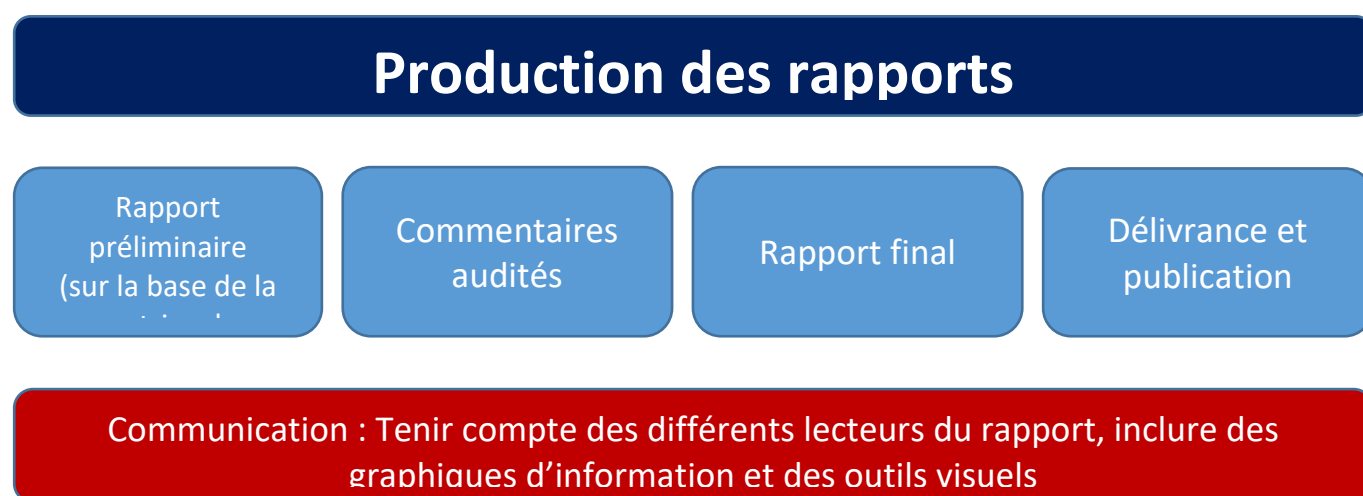 Production des rapports
Rapport
préliminaire
(sur la base de la
Commentaires
audités
Rapport final
Délivrance et
publication
Communication : Tenir compte des différents lecteurs du rapport, inclure des
graphiques d’information et des outils visuels